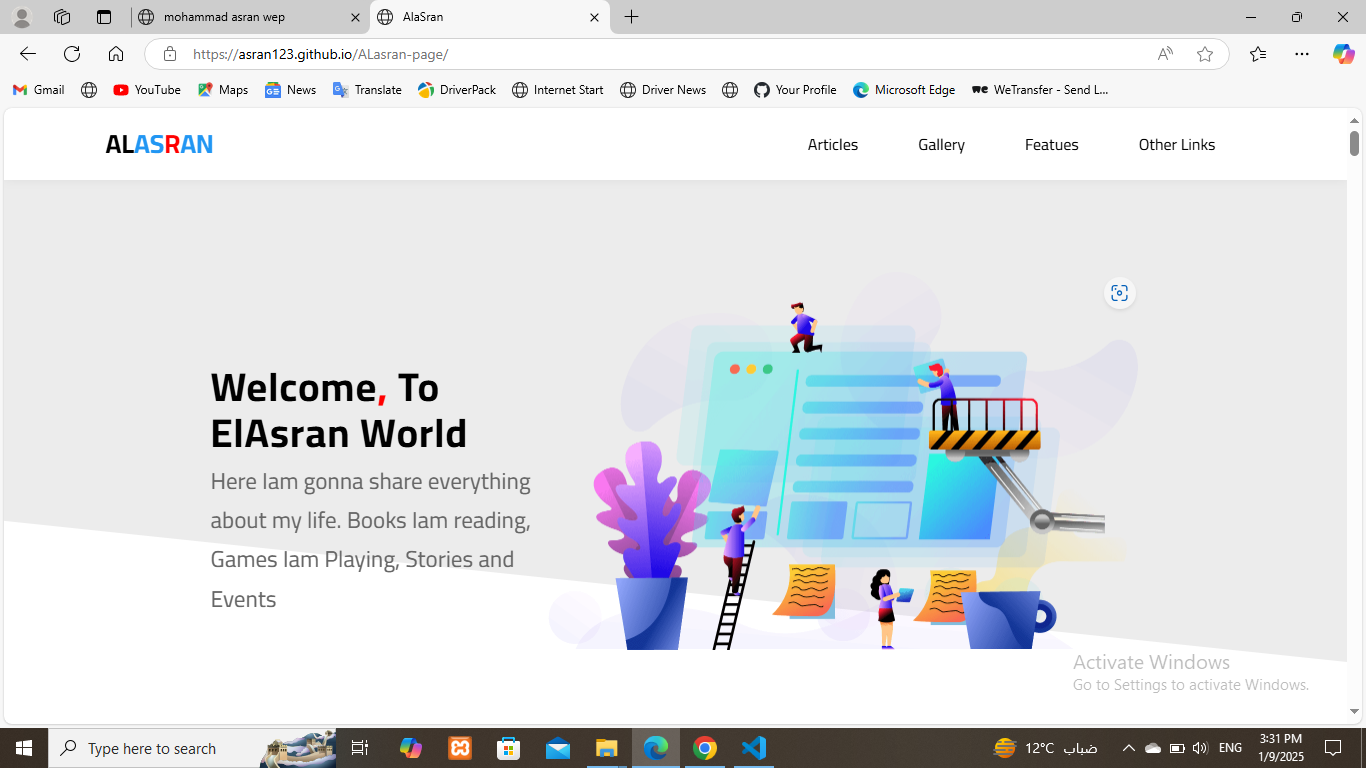 mohammad asran wep
AlaSran
https://asran123.github.io/ALasran-page/
Gmail
YouTube
Maps
News
Translate
DriverPack
Internet Start
Driver News
Your Profile
Microsoft Edge
WeTransfer - Send L...
ALASRAN
Articles
Gallery
Featues
Other Links
Welcome, To
ElAsran World
Here Iam gonna share everything
about my life. Books Iam reading,
Games Iam Playing, Stories and
Events
Activate Windows
Go to Settings to activate Windows.
Type here to search
12°C ضباب
ENG
3:31 PM
1/9/2025